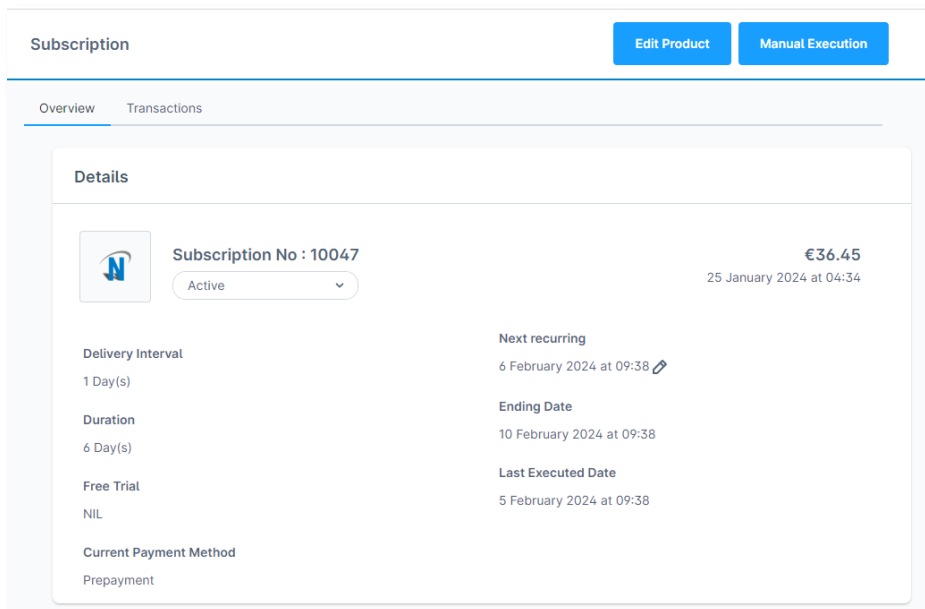 Subscription
Edit Product
Manual Execution
Overview
Transactions
Details
N
Subscription No : 10047
Active
€36.45
25 January 2024 at 04:34
Delivery Interval
1 Day(s)
Duration
6 Day(s)
Free Trial
NIL
Current Payment Method
Prepayment
Next recurring
6 February 2024 at 09:38
Ending Date
10 February 2024 at 09:38
Last Executed Date
5 February 2024 at 09:38